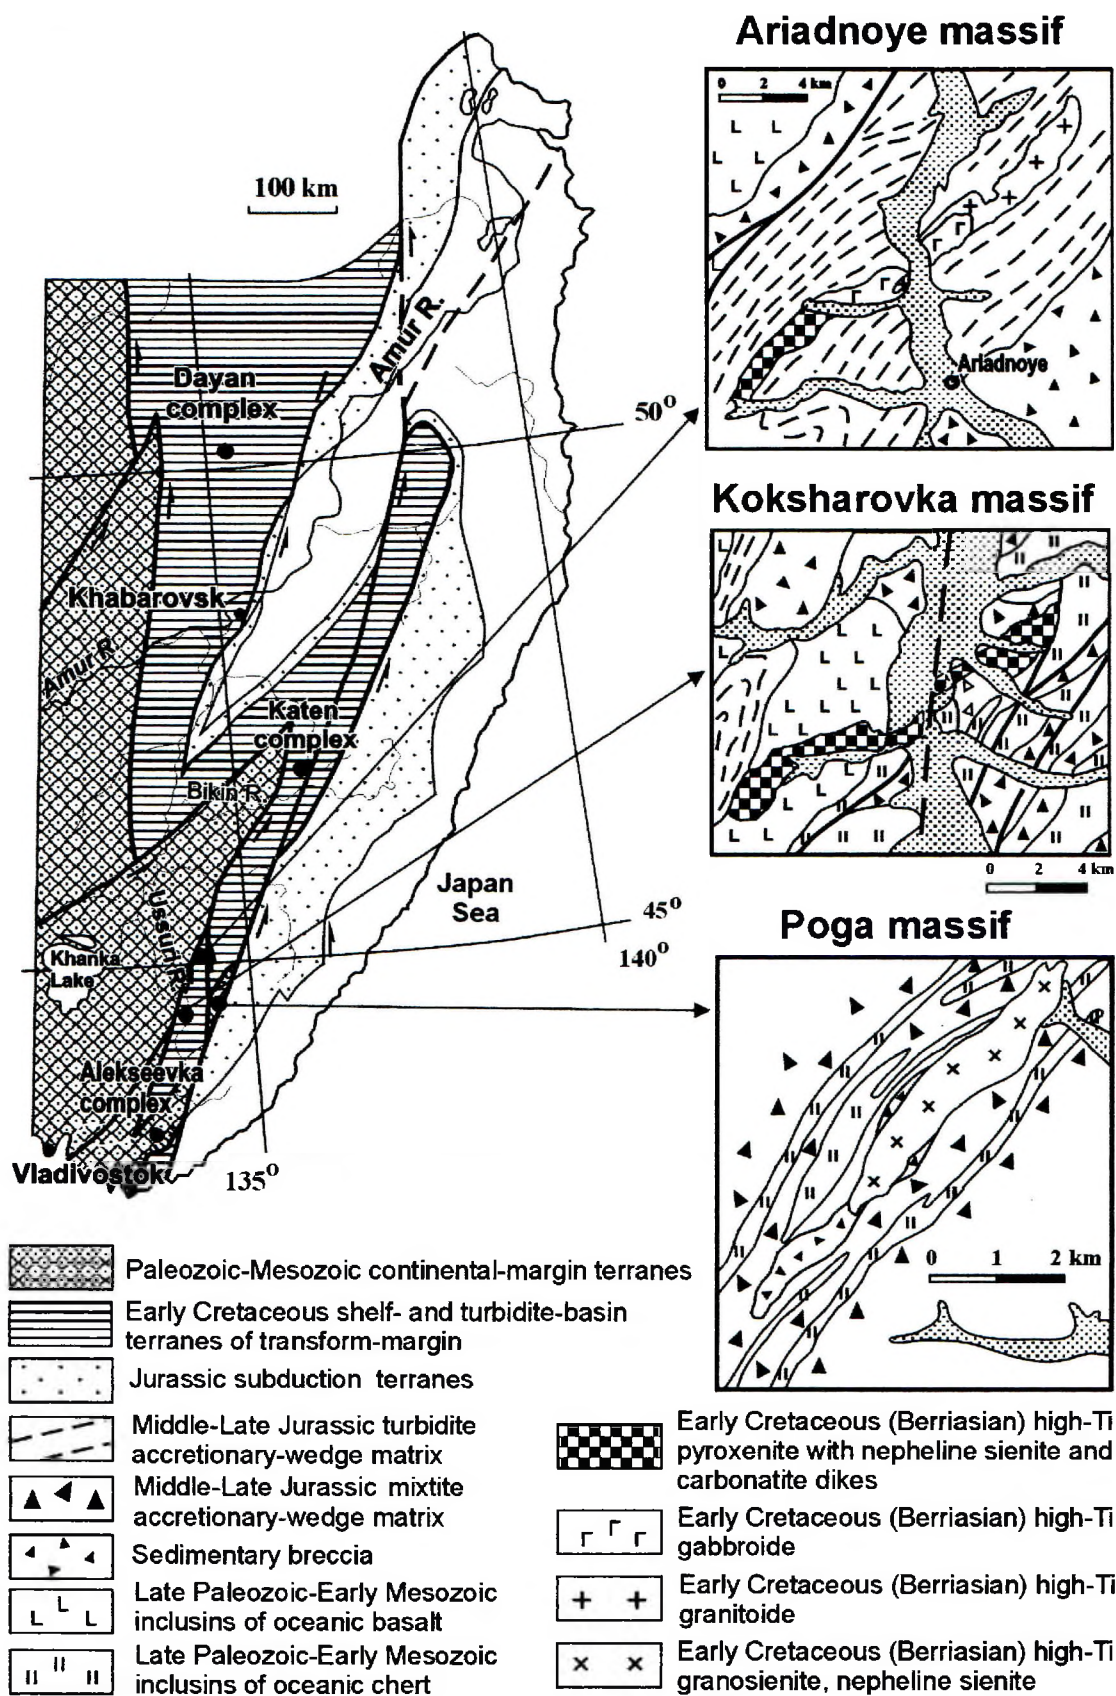 Ariadnoye massif
0 2 4 km
Ariadnoye
100 km
Amur R.
Dayan
complex
50°
Koksharovka massif
0 2 4 km
Khabarovsk
Amur R.
Katen
complex
Bikin R.
Ussuri R.
Japan
Sea
45°
140°
Khanka
Lake
Poga massif
0 1 2 km
Alekseevka
complex
Vladivostok
135°
Paleozoic-Mesozoic continental-margin terranes
Early Cretaceous shelf- and turbidite-basin
terranes of transform-margin
Jurassic subduction terranes
Middle-Late Jurassic turbidite
accretionary-wedge matrix
Middle-Late Jurassic mixtite
accretionary-wedge matrix
Sedimentary breccia
Late Paleozoic-Early Mesozoic
inclusins of oceanic basalt
Late Paleozoic-Early Mesozoic
inclusins of oceanic chert
Early Cretaceous (Berriasian) high-Ti
pyroxenite with nepheline sienite and
carbonatite dikes
Early Cretaceous (Berriasian) high-Ti
gabbroide
Early Cretaceous (Berriasian) high-Ti
granitoide
Early Cretaceous (Berriasian) high-Ti
granosienite, nepheline sienite